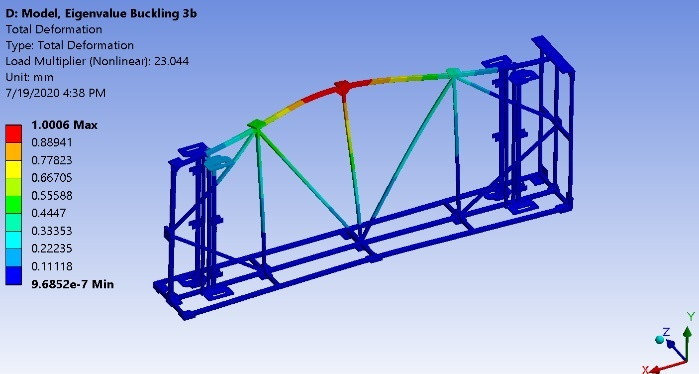 D: Model, Eigenvalue Buckling 3b
Total Deformation
Type: Total Deformation
Load Multiplier (Nonlinear): 23.044
Unit: mm
7/19/2020 4:38 PM
1.0006 Max
0.88941
0.77823
0.66705
0.55588
0.4447
0.33353
0.22235
0.11118
9.6852e-7 Min
Y
Z
X